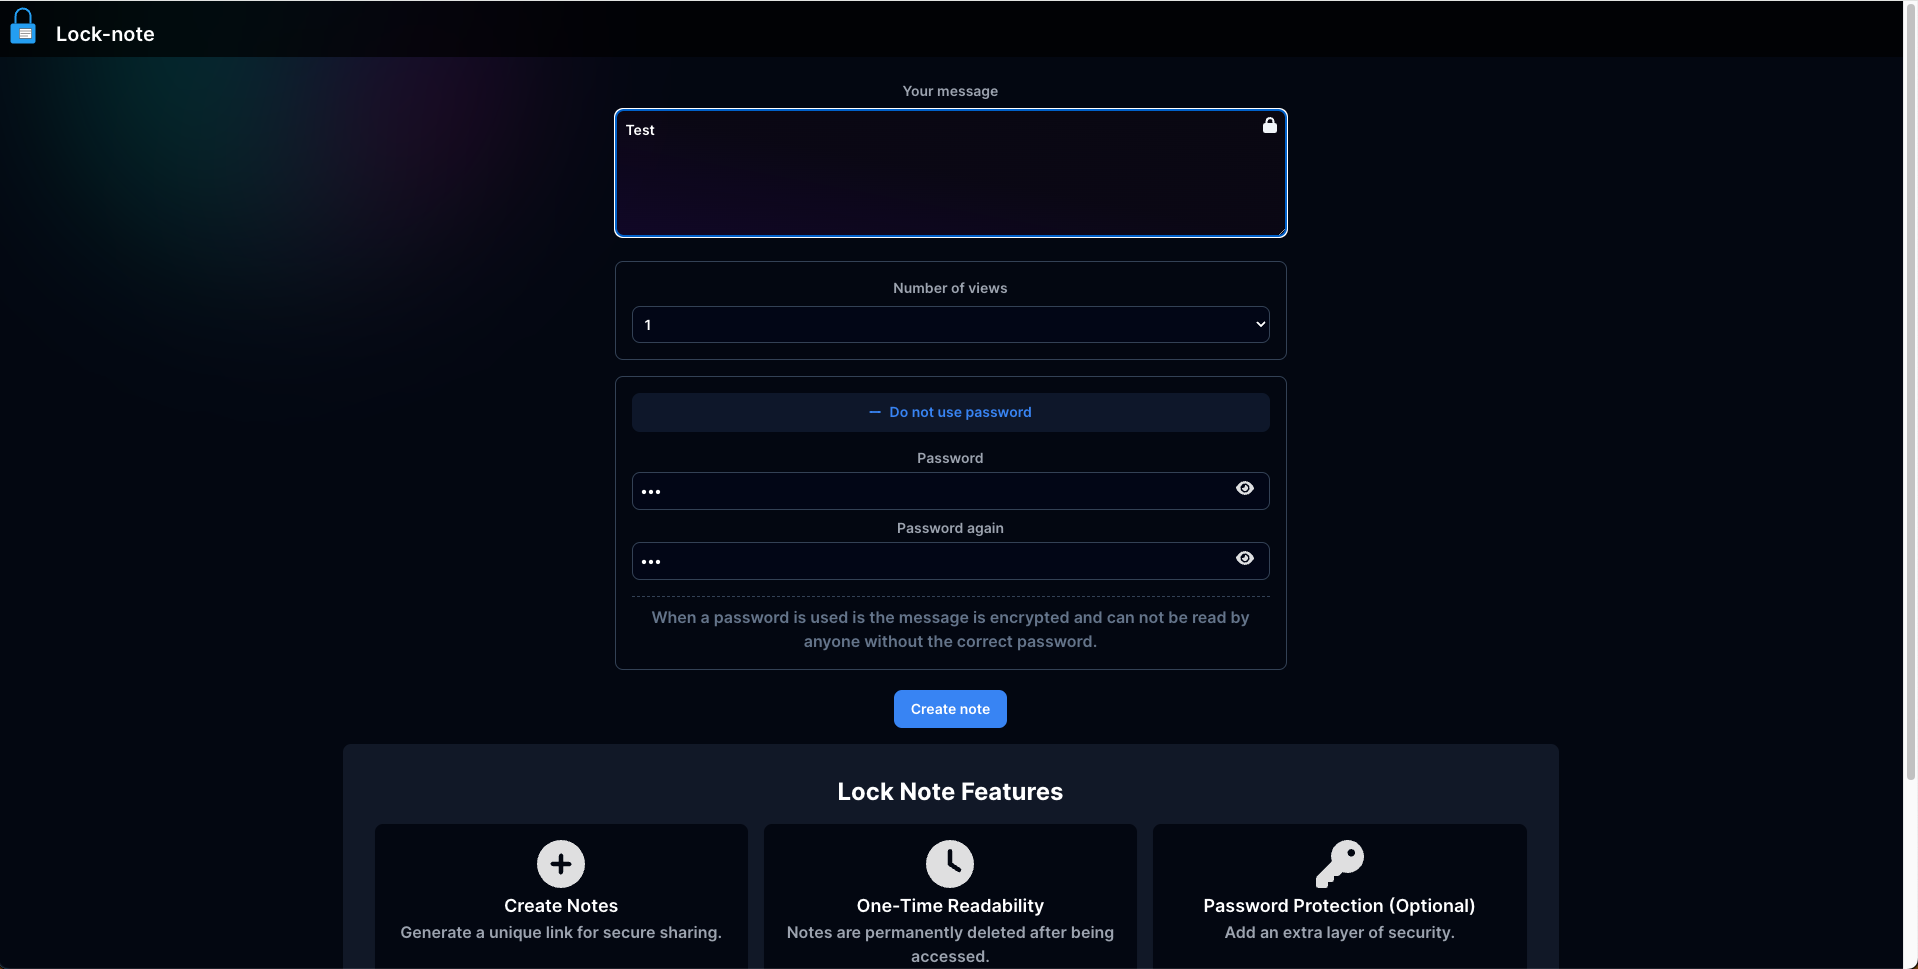 Lock-note
Your message
Test
Number of views
1
Do not use password
Password
•••
Password again
•••
When a password is used is the message is encrypted and can not be read by
anyone without the correct password.
Create note
Lock Note Features
Create Notes
Generate a unique link for secure sharing.
One-Time Readability
Notes are permanently deleted after being
accessed.
Password Protection (Optional)
Add an extra layer of security.